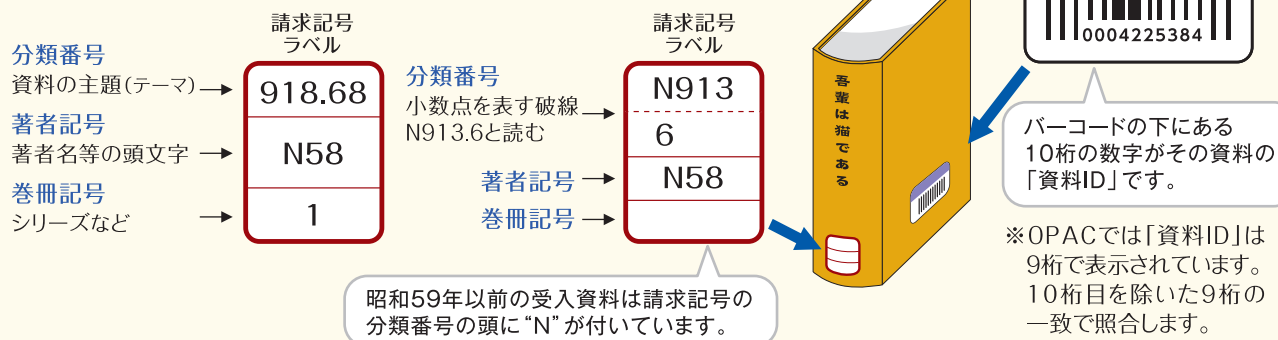 請求記号
ラベル
分類番号
資料の主題(テーマ)
918.68
著者記号
著者名等の頭文字
N58
巻冊記号
シリーズなど
1
請求記号
ラベル
分類番号
小数点を表す破線
N913.6と読む
N913
6
著者記号
N58
巻冊記号
昭和59年以前の受入資料は請求記号の
分類番号の頭に“N”が付いています。
吾輩は猫である
0004225384
バーコードの下にある
10桁の数字がその資料の
「資料ID」です。
※OPACでは「資料ID」は
9桁で表示されています。
10桁目を除いた9桁の
一致で照合します。